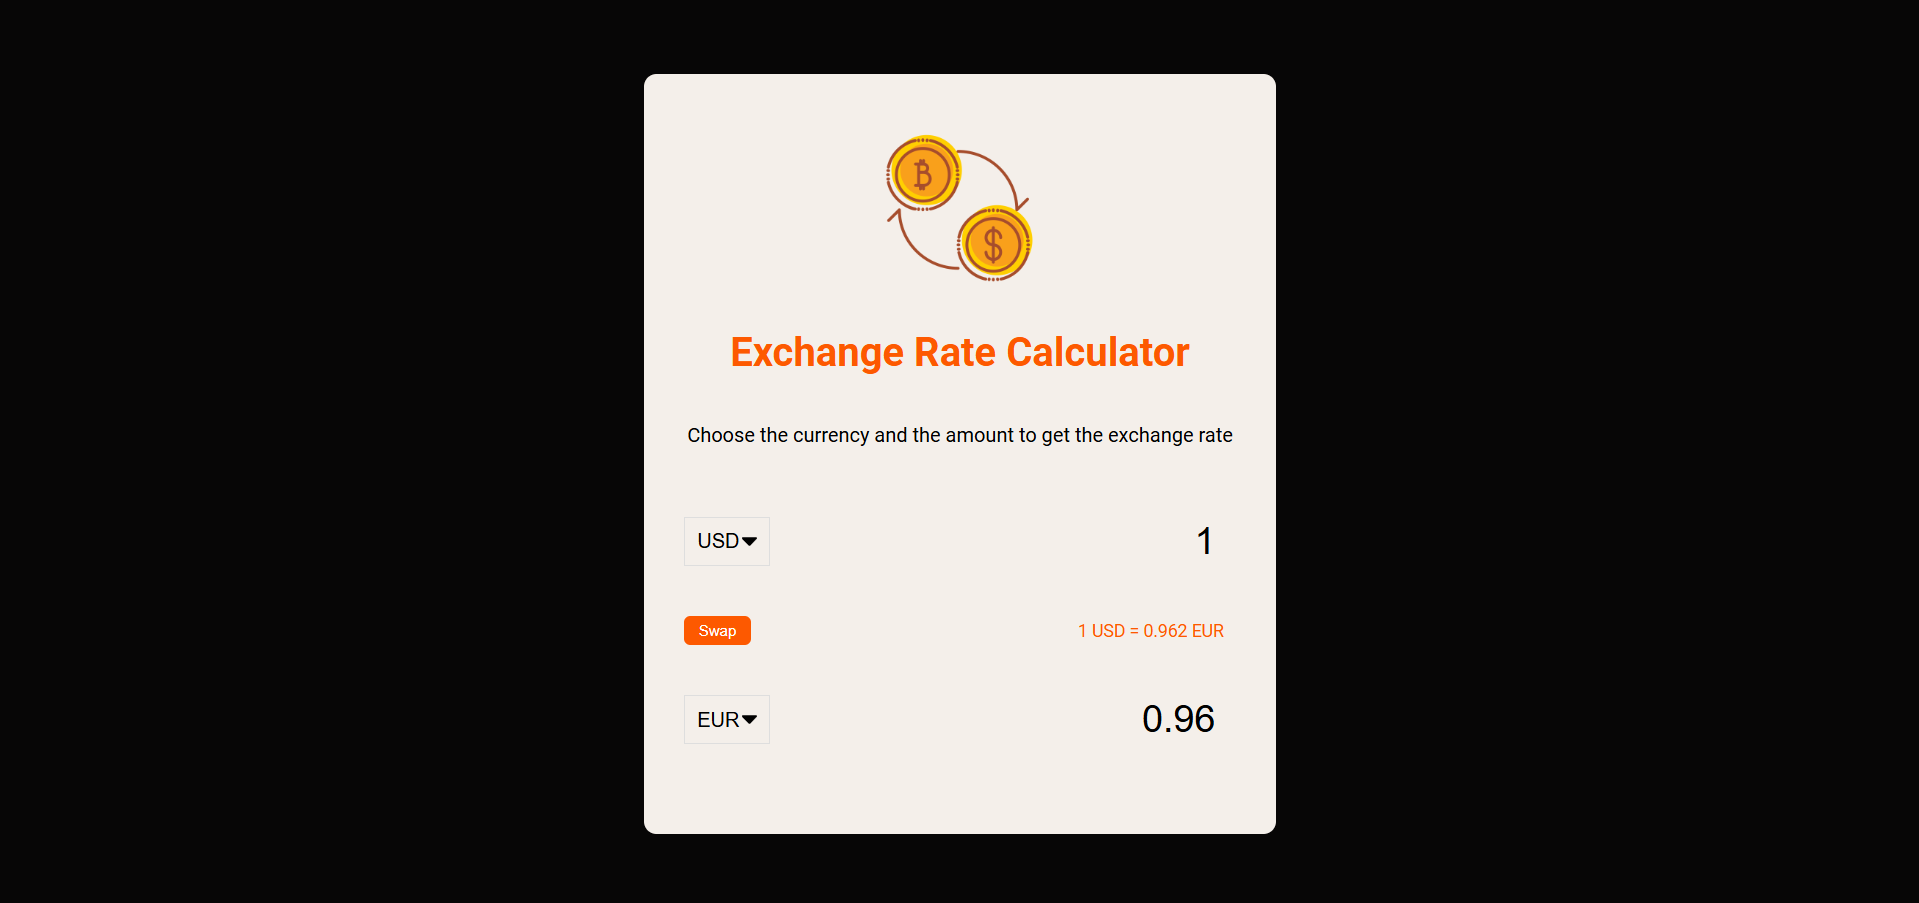 ₿
$
Exchange Rate Calculator
Choose the currency and the amount to get the exchange rate
USD 1
Swap 1 USD = 0.962 EUR
EUR 0.96